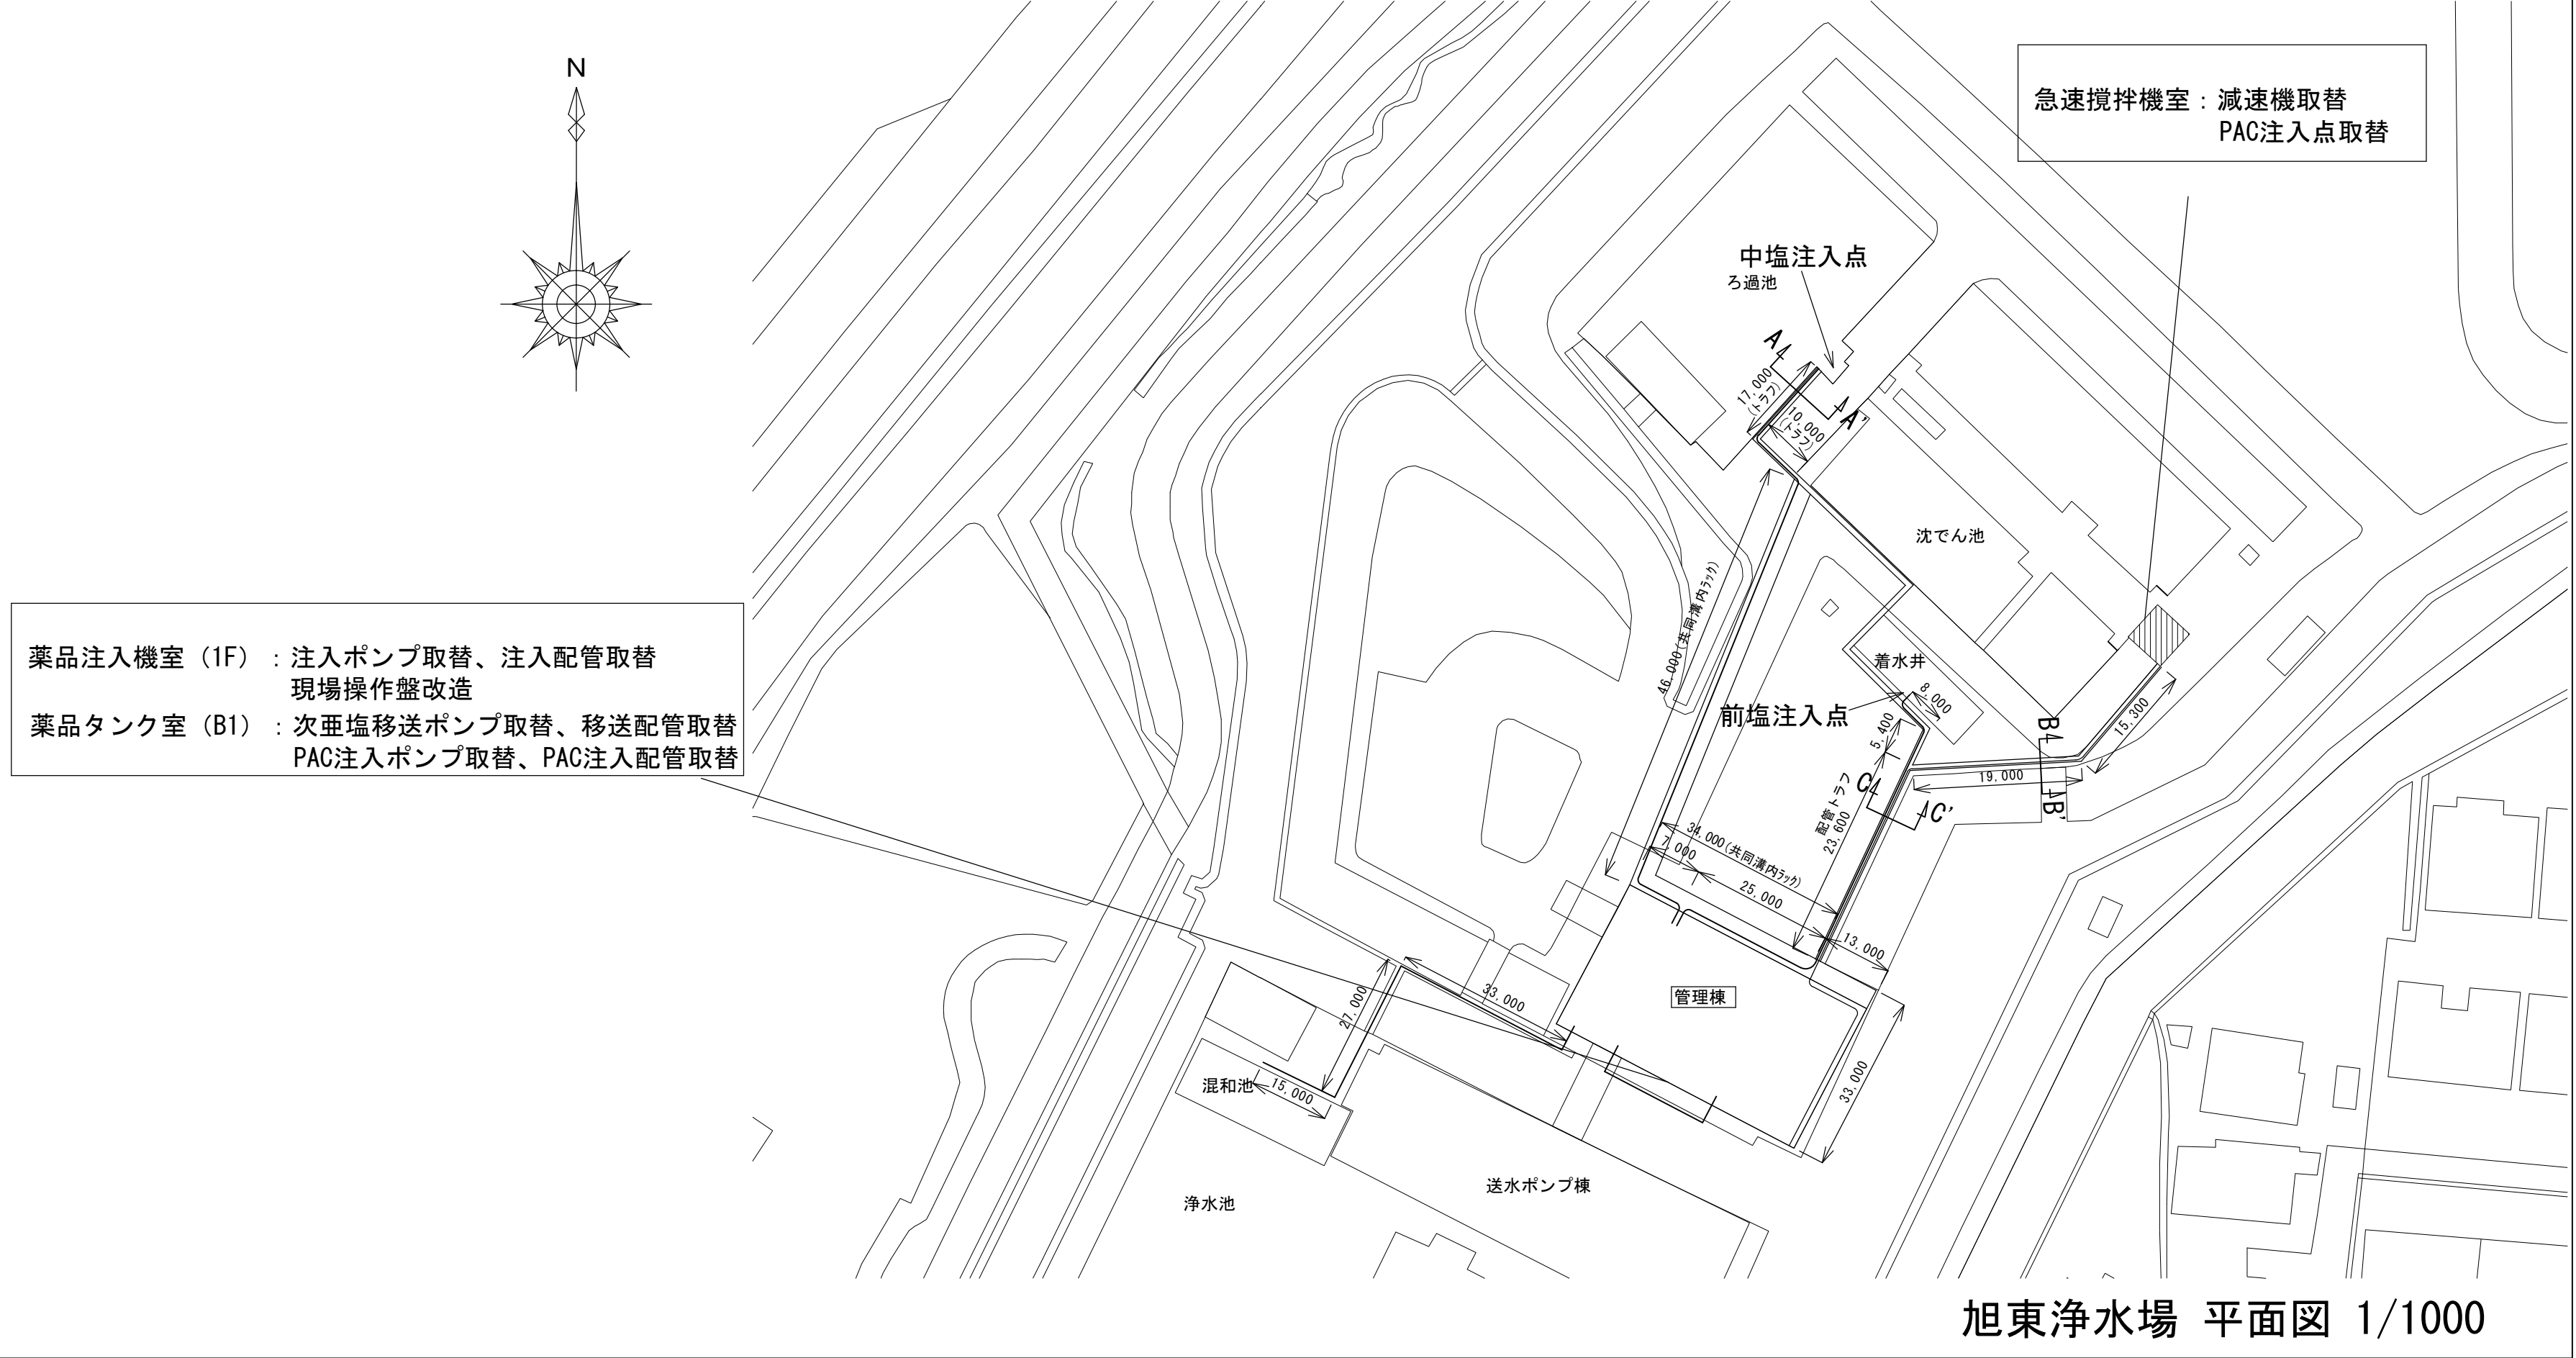 N
急速撹拌機室：減速機取替
PAC注入点取替
中塩注入点
ろ過池
A
A'
17,000
(トラフ)
10,000
(トラフ)
沈でん池
46,000(共同溝内ラック)
着水井
8,000
前塩注入点
5,400
B
B'
15,300
19,000
C
C'
配管トラフ
23,600
34,000(共同溝内ラック)
7,000
25,000
13,000
薬品注入機室（1F）：注入ポンプ取替、注入配管取替
現場操作盤改造
薬品タンク室（B1）：次亜塩移送ポンプ取替、移送配管取替
PAC注入ポンプ取替、PAC注入配管取替
管理棟
33,000
27,000
33,000
混和池
15,000
送水ポンプ棟
浄水池
旭東浄水場 平面図 1/1000